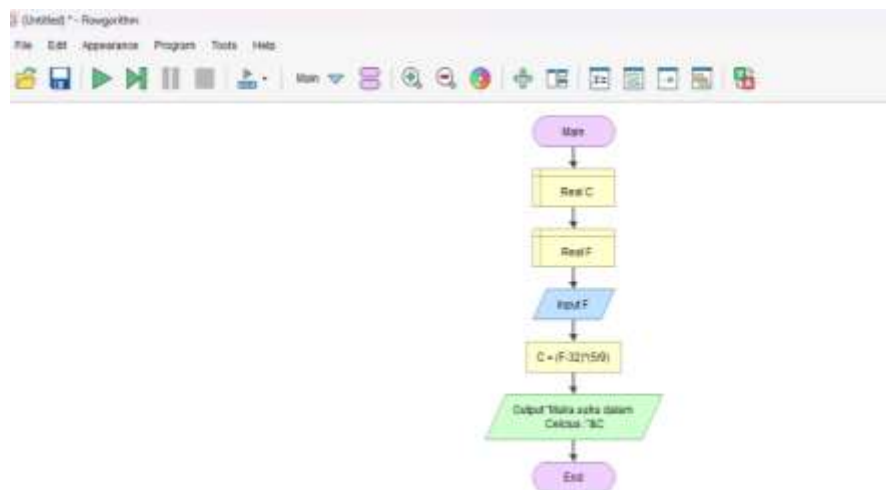 (Untitled) * - Flowgorithm
File Edit Appearance Program Tools Help
Main
Main
Real C
Real F
Input F
C = (F-32)*(5/9)
Output "Maka suhu dalam
Celcius :"&C
End